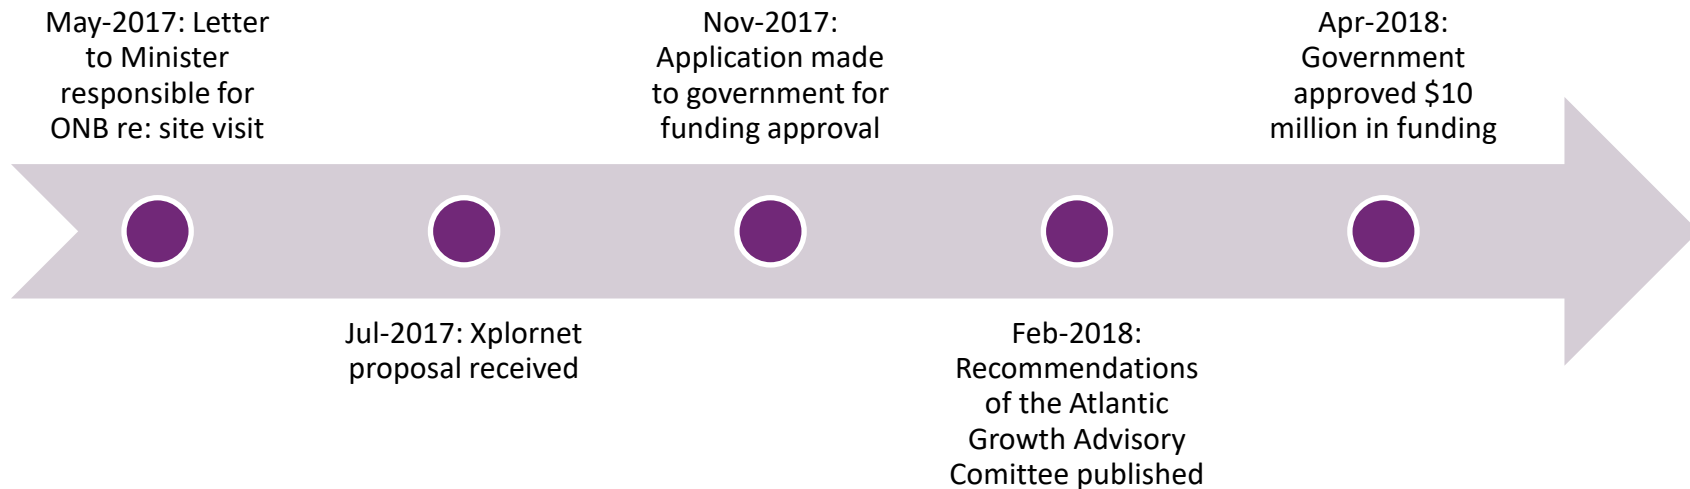 May-2017: Letter
to Minister
responsible for
ONB re: site visit
Jul-2017: Xplornet
proposal received
Nov-2017:
Application made
to government for
funding approval
Feb-2018:
Recommendations
of the Atlantic
Growth Advisory
Comittee published
Apr-2018:
Government
approved $10
million in funding